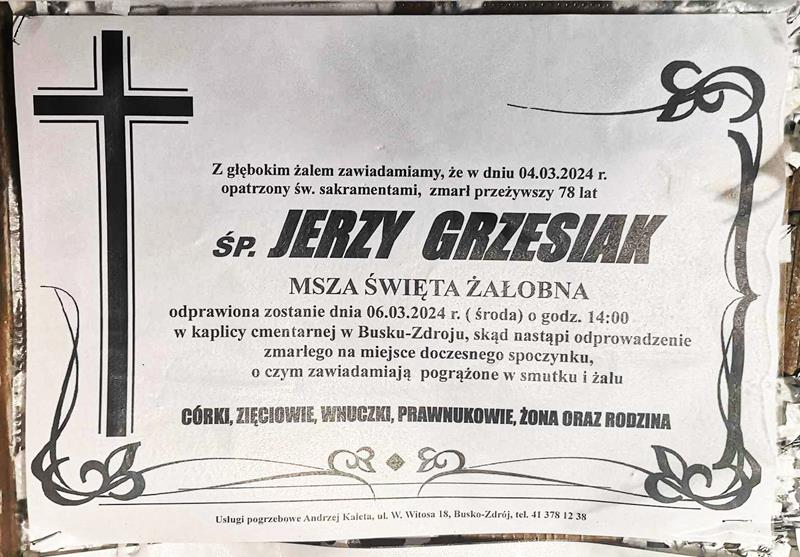 Z głębokim żalem zawiadamiamy, że w dniu 04.03.2024 r.
opatrzony św. sakramentami, zmarł przeżywszy 78 lat
ŚP. JERZY GRZESIAK
MSZA ŚWIĘTA ŻAŁOBNA
odprawiona zostanie dnia 06.03.2024 r. ( środa) o godz. 14:00
w kaplicy cmentarnej w Busku-Zdroju, skąd nastąpi odprowadzenie
zmarłego na miejsce doczesnego spoczynku,
o czym zawiadamiają pogrążone w smutku i żalu
CÓRKI, ZIĘCIOWIE, WNUCZKI, PRAWNUKOWIE, ŻONA ORAZ RODZINA
Usługi pogrzebowe Andrzej Kaleta, ul. W. Witosa 18, Busko-Zdrój, tel. 41 378 12 38